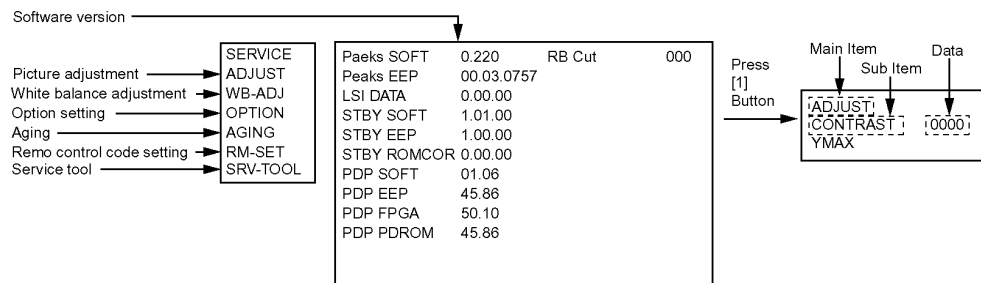 Software version
Picture adjustment
White balance adjustment
Option setting
Aging
Remo control code setting
Service tool
SERVICE
ADJUST
WB-ADJ
OPTION
AGING
RM-SET
SRV-TOOL
Paeks SOFT 0.220 RB Cut 000
Peaks EEP 00.03.0757
LSI DATA 0.00.00
STBY SOFT 1.01.00
STBY EEP 1.00.00
STBY ROMCOR 0.00.00
PDP SOFT 01.06
PDP EEP 45.86
PDP FPGA 50.10
PDP PDROM 45.86
Press
[1]
Button
Main Item Data
Sub Item
ADJUST
CONTRAST 0000
YMAX